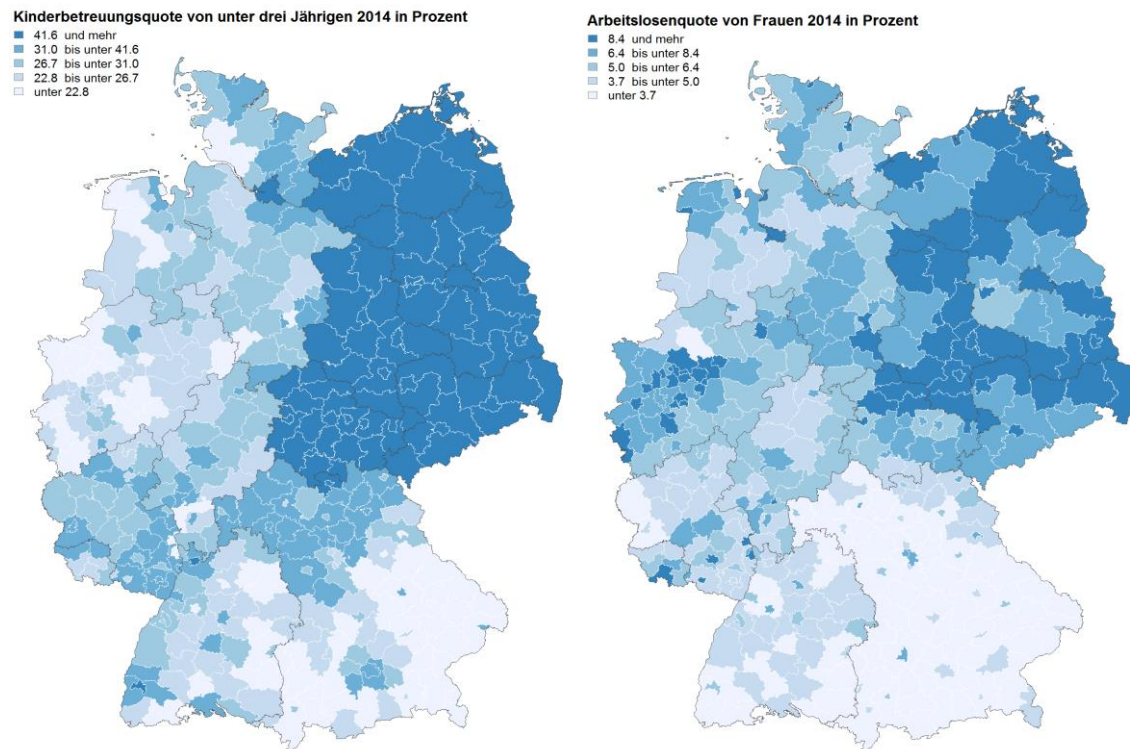 Kinderbetreuungsquote von unter drei Jährigen 2014 in Prozent
41.6 und mehr
31.0 bis unter 41.6
26.7 bis unter 31.0
22.8 bis unter 26.7
unter 22.8
Arbeitslosenquote von Frauen 2014 in Prozent
8.4 und mehr
6.4 bis unter 8.4
5.0 bis unter 6.4
3.7 bis unter 5.0
unter 3.7